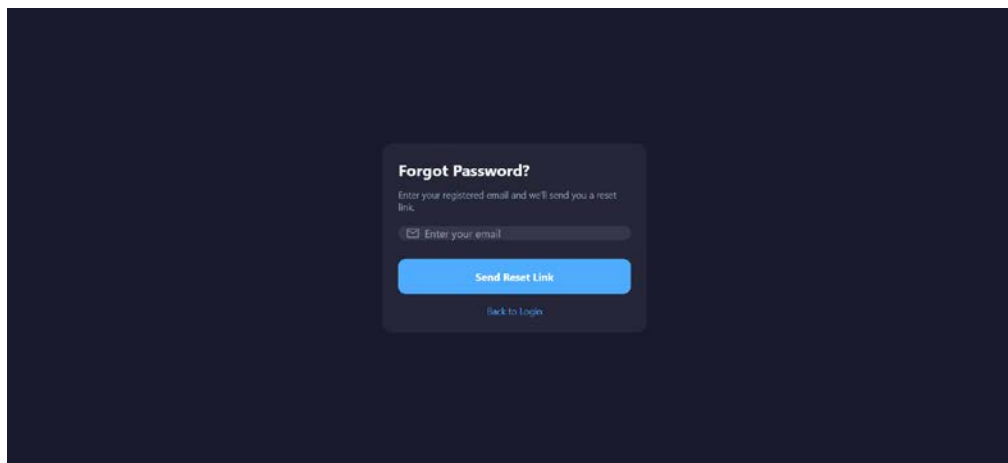 Forgot Password?
Enter your registered email and we'll send you a reset
link.
Enter your email
Send Reset Link
Back to Login